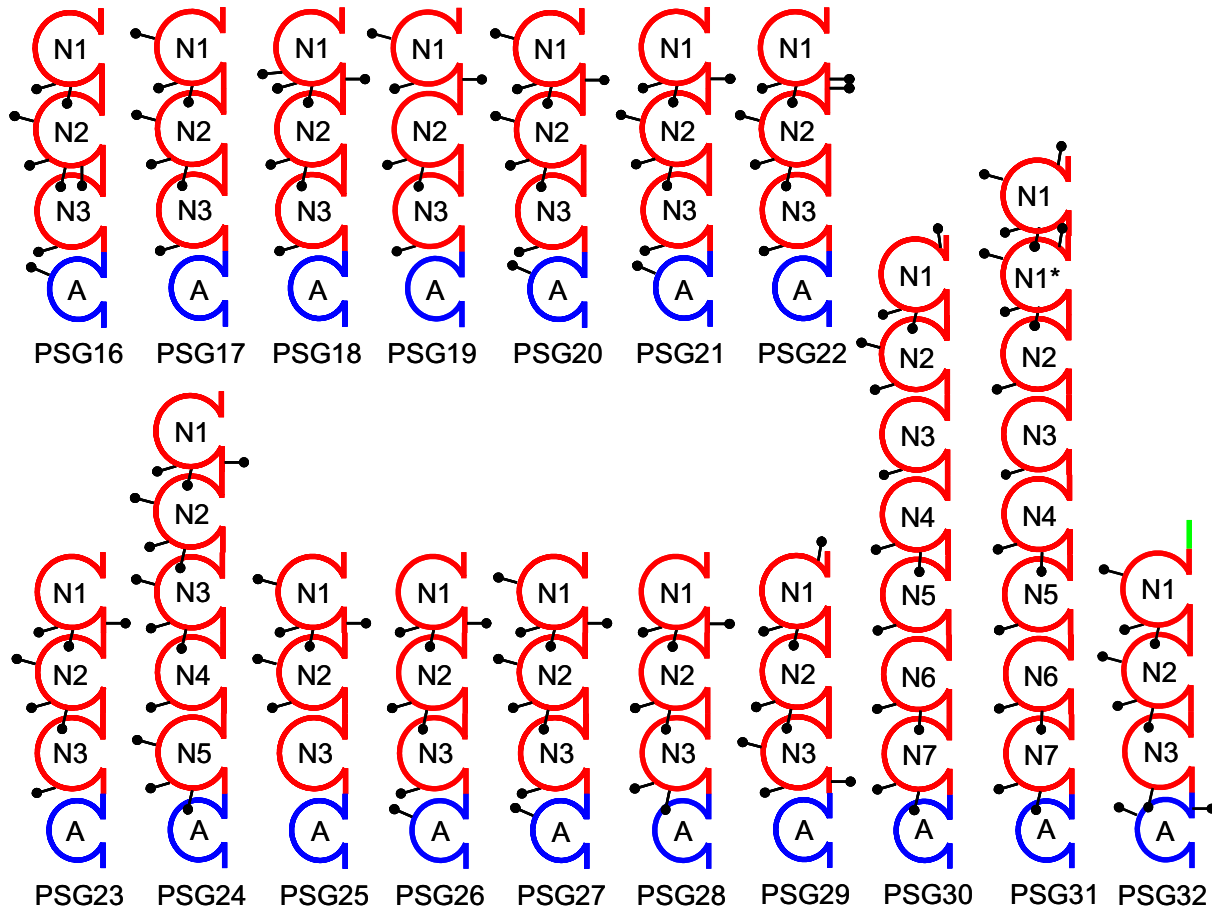 N1 N1 N1 N1 N1 N1 N1
N2 N2 N2 N2 N2 N2 N2
N3 N3 N3 N3 N3 N3 N3
A A A A A A A
PSG16 PSG17 PSG18 PSG19 PSG20 PSG21 PSG22
N1
N2
N3
N4
N5
N6
N7
A
PSG30
N1
N1*
N2
N3
N4
N5
N6
N7
A
PSG31
N1
N2
N3
A
PSG23
N1
N2
N3
N4
N5
A
PSG24
N1
N2
N3
A
PSG25
N1
N2
N3
A
PSG26
N1
N2
N3
A
PSG27
N1
N2
N3
A
PSG28
N1
N2
N3
A
PSG29
N1
N2
N3
A
PSG32